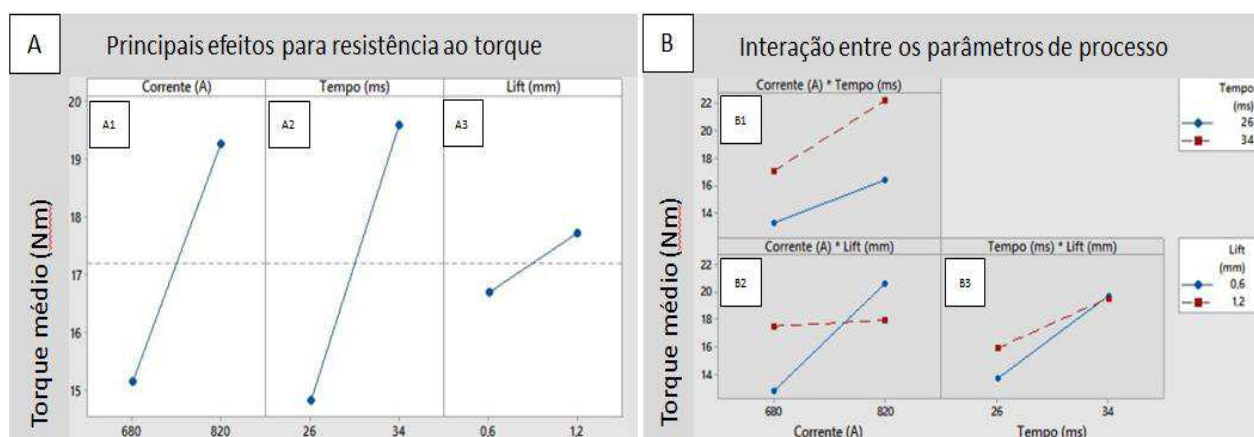 A
Principais efeitos para resistência ao torque
Corrente (A)
Tempo (ms)
Lift (mm)
A1
A2
A3
Torque médio (Nm)
20
19
18
17
16
15
680
820
26
34
0,6
1,2
B
Interação entre os parâmetros de processo
Corrente (A) * Tempo (ms)
B1
Tempo
(ms)
26
34
22
20
18
16
14
Torque médio (Nm)
Corrente (A) * Lift (mm)
Tempo (ms) * Lift (mm)
B2
B3
Lift
(mm)
0,6
1,2
22
20
18
16
14
680
820
26
34
Corrente (A)
Tempo (ms)